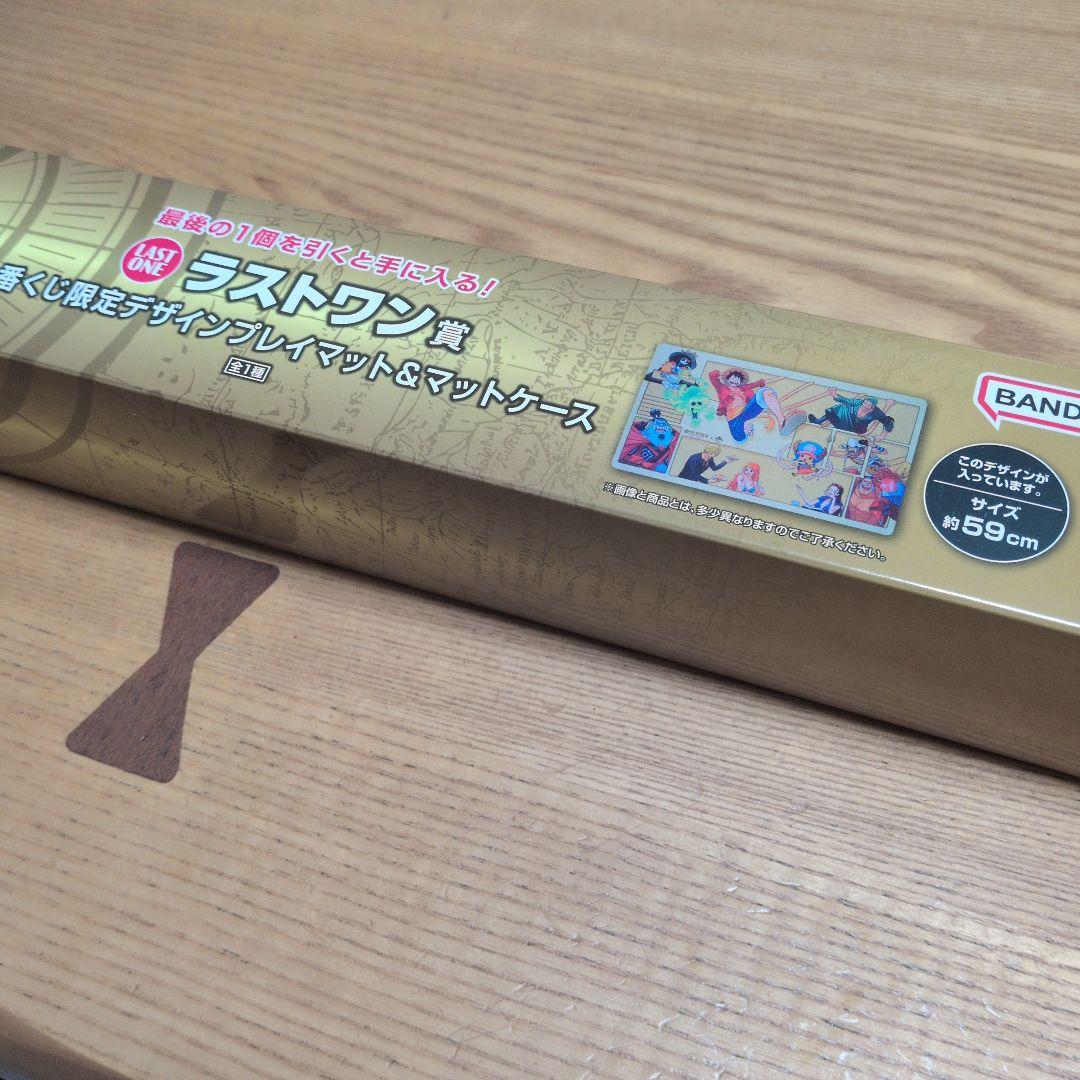 最後の1個を引くと手に入る!
LAST
ONE
ラストワン賞
番くじ限定デザインプレイマット&マットケース
全1種
※画像と商品とは、多少異なりますのでご了承ください。
BAND
このデザインが
入っています。
サイズ
約59cm